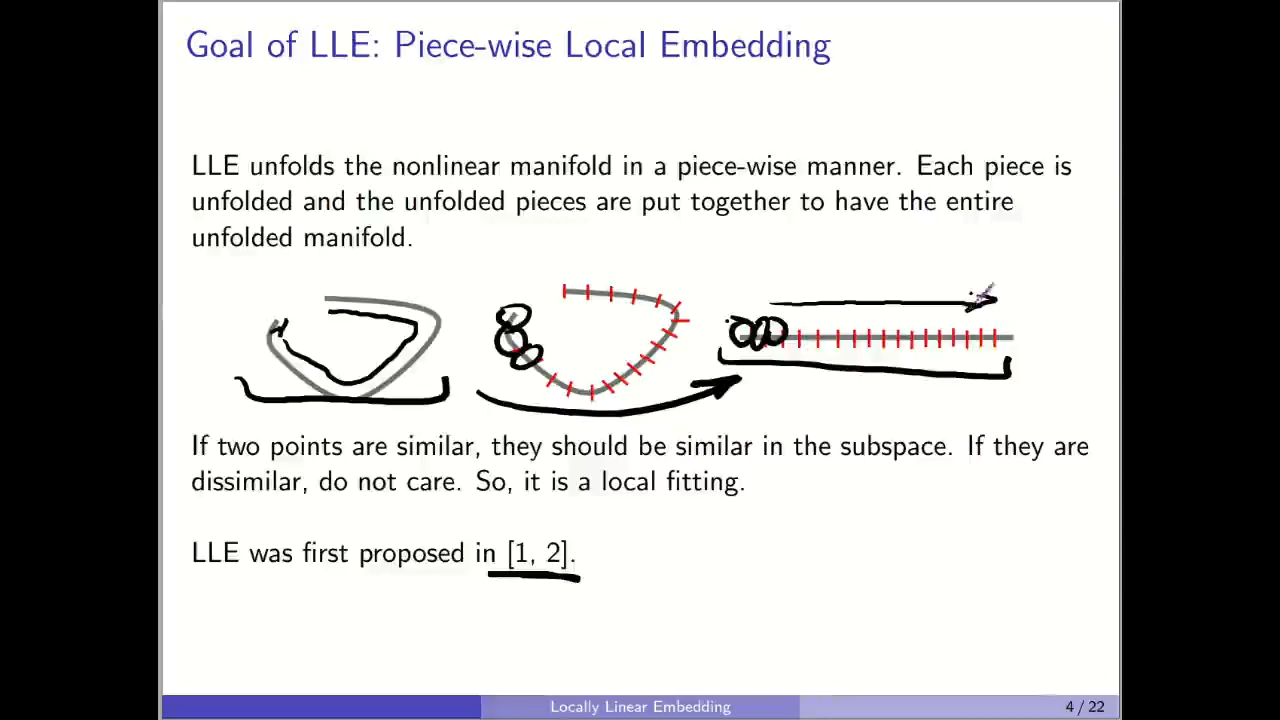 Goal of LLE: Piece-wise Local Embedding
LLE unfolds the nonlinear manifold in a piece-wise manner. Each piece is
unfolded and the unfolded pieces are put together to have the entire
unfolded manifold.
If two points are similar, they should be similar in the subspace. If they are
dissimilar, do not care. So, it is a local fitting.
LLE was first proposed in [1, 2].
Locally Linear Embedding
4 / 22